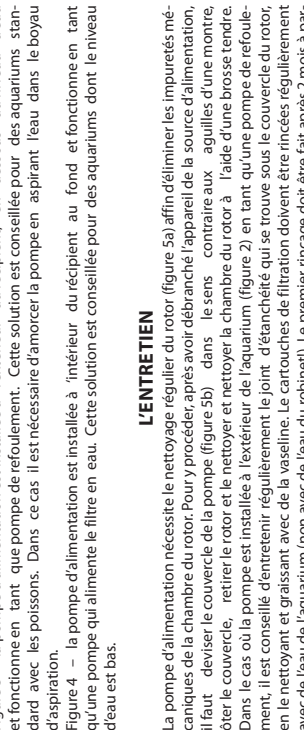 et fonctionne en tant que pompe de refoulement. Cette solution est conseillée pour des aquariums stan-
dard avec les poissons. Dans ce cas il est nécessaire d'amorcer la pompe en aspirant l'eau dans le boyau
d'aspiration.
Figure 4 – la pompe d'alimentation est installée à 'intérieur du récipient au fond et fonctionne en tant
qu'une pompe qui alimente le filtre en eau. Cette solution est conseillée pour des aquariums dont le niveau
d'eau est bas.
L'ENTRETIEN
La pompe d'alimentation nécessite le nettoyage régulier du rotor (figure 5a) affin d'éliminer les impuretés mé-
caniques de la chambre du rotor. Pour y procéder, après avoir débranché l'appareil de la source d'alimentation,
il faut deviser le couvercle de la pompe (figure 5b) dans le sens contraire aux aguilles d'une montre,
ôter le couvercle, retirer le rotor et le nettoyer et nettoyer la chambre du rotor à l'aide d'une brosse tendre.
Dans le cas où la pompe est installée à l'extérieur de l'aquarium (figure 2) en tant qu'une pompe de refoule-
ment, il est conseillé d'entretenir régulièrement le joint d'étanchéité qui se trouve sous le couvercle du rotor,
en le nettoyant et graissant avec de la vaseline. Le cartouches de filtration doivent être rincées régulièrement
avec de l'eau de l'aquarium (non avec de l'eau du robinet). Le premier rinçage doit être fait après 2 mois à par-